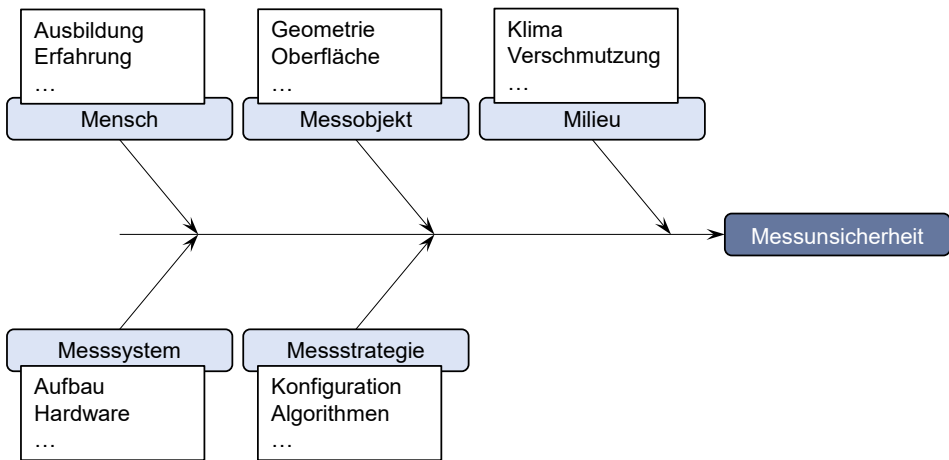 Ausbildung
Erfahrung
…
Mensch
Geometrie
Oberfläche
…
Messobjekt
Klima
Verschmutzung
…
Milieu
Messunsicherheit
Messsystem
Aufbau
Hardware
…
Messstrategie
Konfiguration
Algorithmen
…